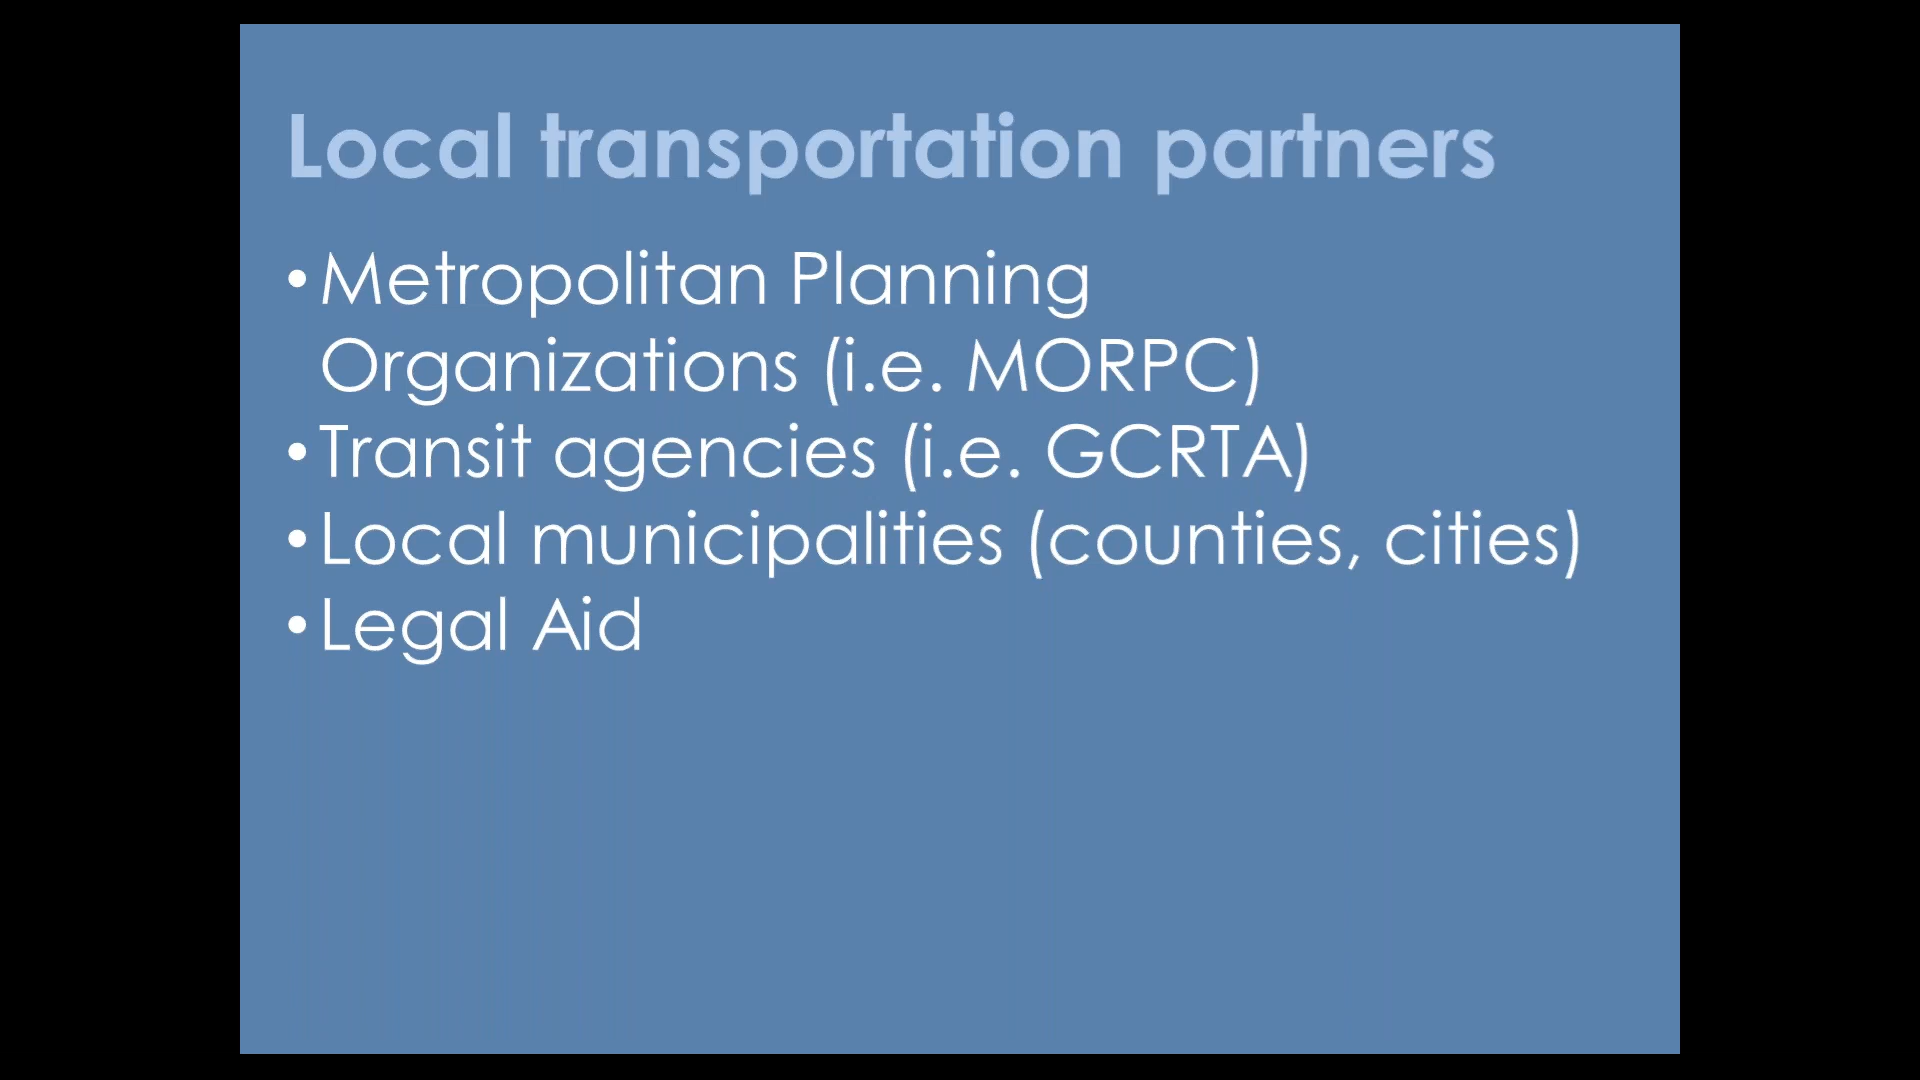 Local transportation partners
• Metropolitan Planning
Organizations (i.e. MORPC)
• Transit agencies (i.e. GCRTA)
• Local municipalities (counties, cities)
• Legal Aid